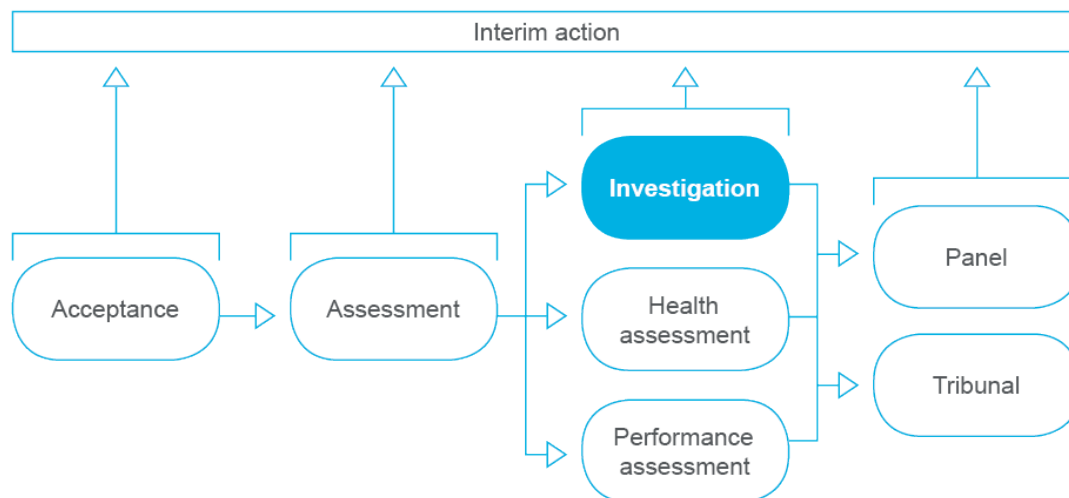 Interim action
Acceptance
Assessment
Investigation
Health
assessment
Performance
assessment
Panel
Tribunal